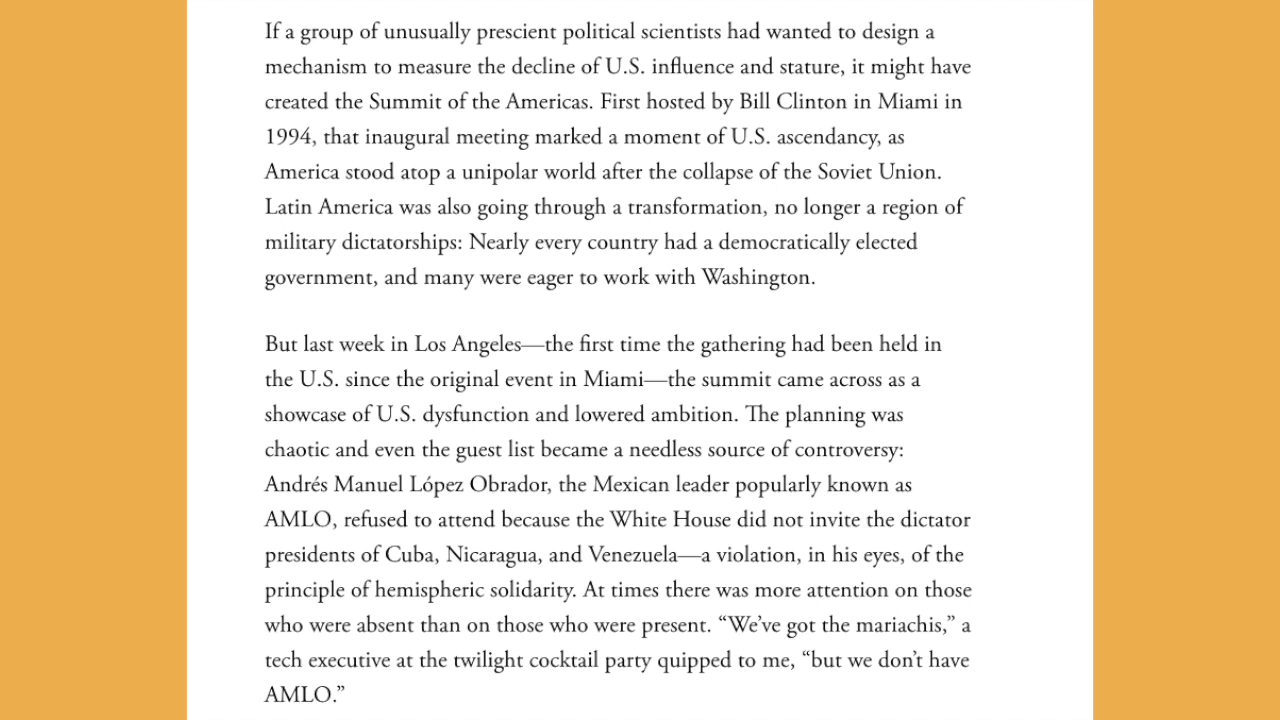 If a group of unusually prescient political scientists had wanted to design a
mechanism to measure the decline of U.S. influence and stature, it might have
created the Summit of the Americas. First hosted by Bill Clinton in Miami in
1994, that inaugural meeting marked a moment of U.S. ascendancy, as
America stood atop a unipolar world after the collapse of the Soviet Union.
Latin America was also going through a transformation, no longer a region of
military dictatorships: Nearly every country had a democratically elected
government, and many were eager to work with Washington.
But last week in Los Angeles—the first time the gathering had been held in
the U.S. since the original event in Miami—the summit came across as a
showcase of U.S. dysfunction and lowered ambition. The planning was
chaotic and even the guest list became a needless source of controversy:
Andrés Manuel López Obrador, the Mexican leader popularly known as
AMLO, refused to attend because the White House did not invite the dictator
presidents of Cuba, Nicaragua, and Venezuela—a violation, in his eyes, of the
principle of hemispheric solidarity. At times there was more attention on those
who were absent than on those who were present. “We’ve got the mariachis,” a
tech executive at the twilight cocktail party quipped to me, “but we don’t have
AMLO.”